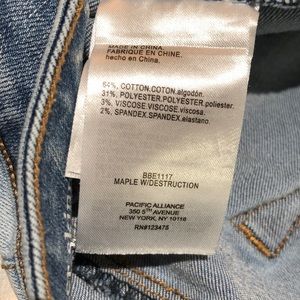 MADE IN CHINA.
FABRIQUE EN CHINE.
hecho en China.
64%, COTTON.COTON.algodón.
31%, POLYESTER.POLYESTER.poliester.
3%, VISCOSE.VISCOSE.viscosa.
2%, SPANDEX.SPANDEX.elastano.
BBE1117
MAPLE W/DESTRUCTION
PACIFIC ALLIANCE
350 5TH AVENUE
NEW YORK, NY 10118
RN#123475